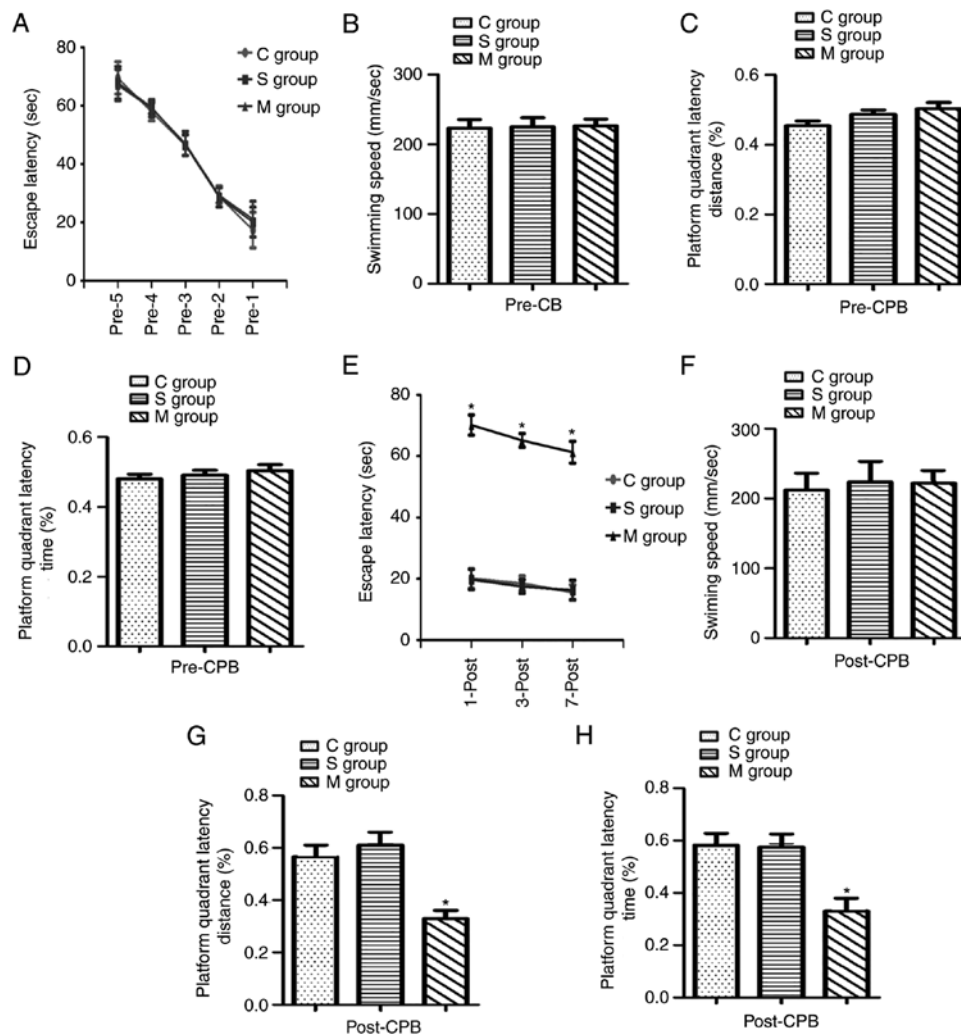 A
Escape latency (sec)
80
60
40
20
0
Pre-5
Pre-4
Pre-3
Pre-2
Pre-1
C group
S group
M group
B
C group
S group
M group
Swimming speed (mm/sec)
300
200
100
0
Pre-CB
C
C group
S group
M group
Platform quadrant latency
distance (%)
0.6
0.4
0.2
0.0
Pre-CPB
D
C group
S group
M group
Platform quadrant latency
time (%)
0.6
0.4
0.2
0.0
Pre-CPB
E
Escape latency (sec)
80
60
40
20
0
*
*
*
1-Post
3-Post
7-Post
C group
S group
M group
F
C group
S group
M group
Swiming speed (mm/sec)
300
200
100
0
Post-CPB
G
C group
S group
M group
Platform quadrant latency
distance (%)
0.8
0.6
0.4
0.2
0.0
*
Post-CPB
H
C group
S group
M group
Platform quadrant latency
time (%)
0.8
0.6
0.4
0.2
0.0
*
Post-CPB